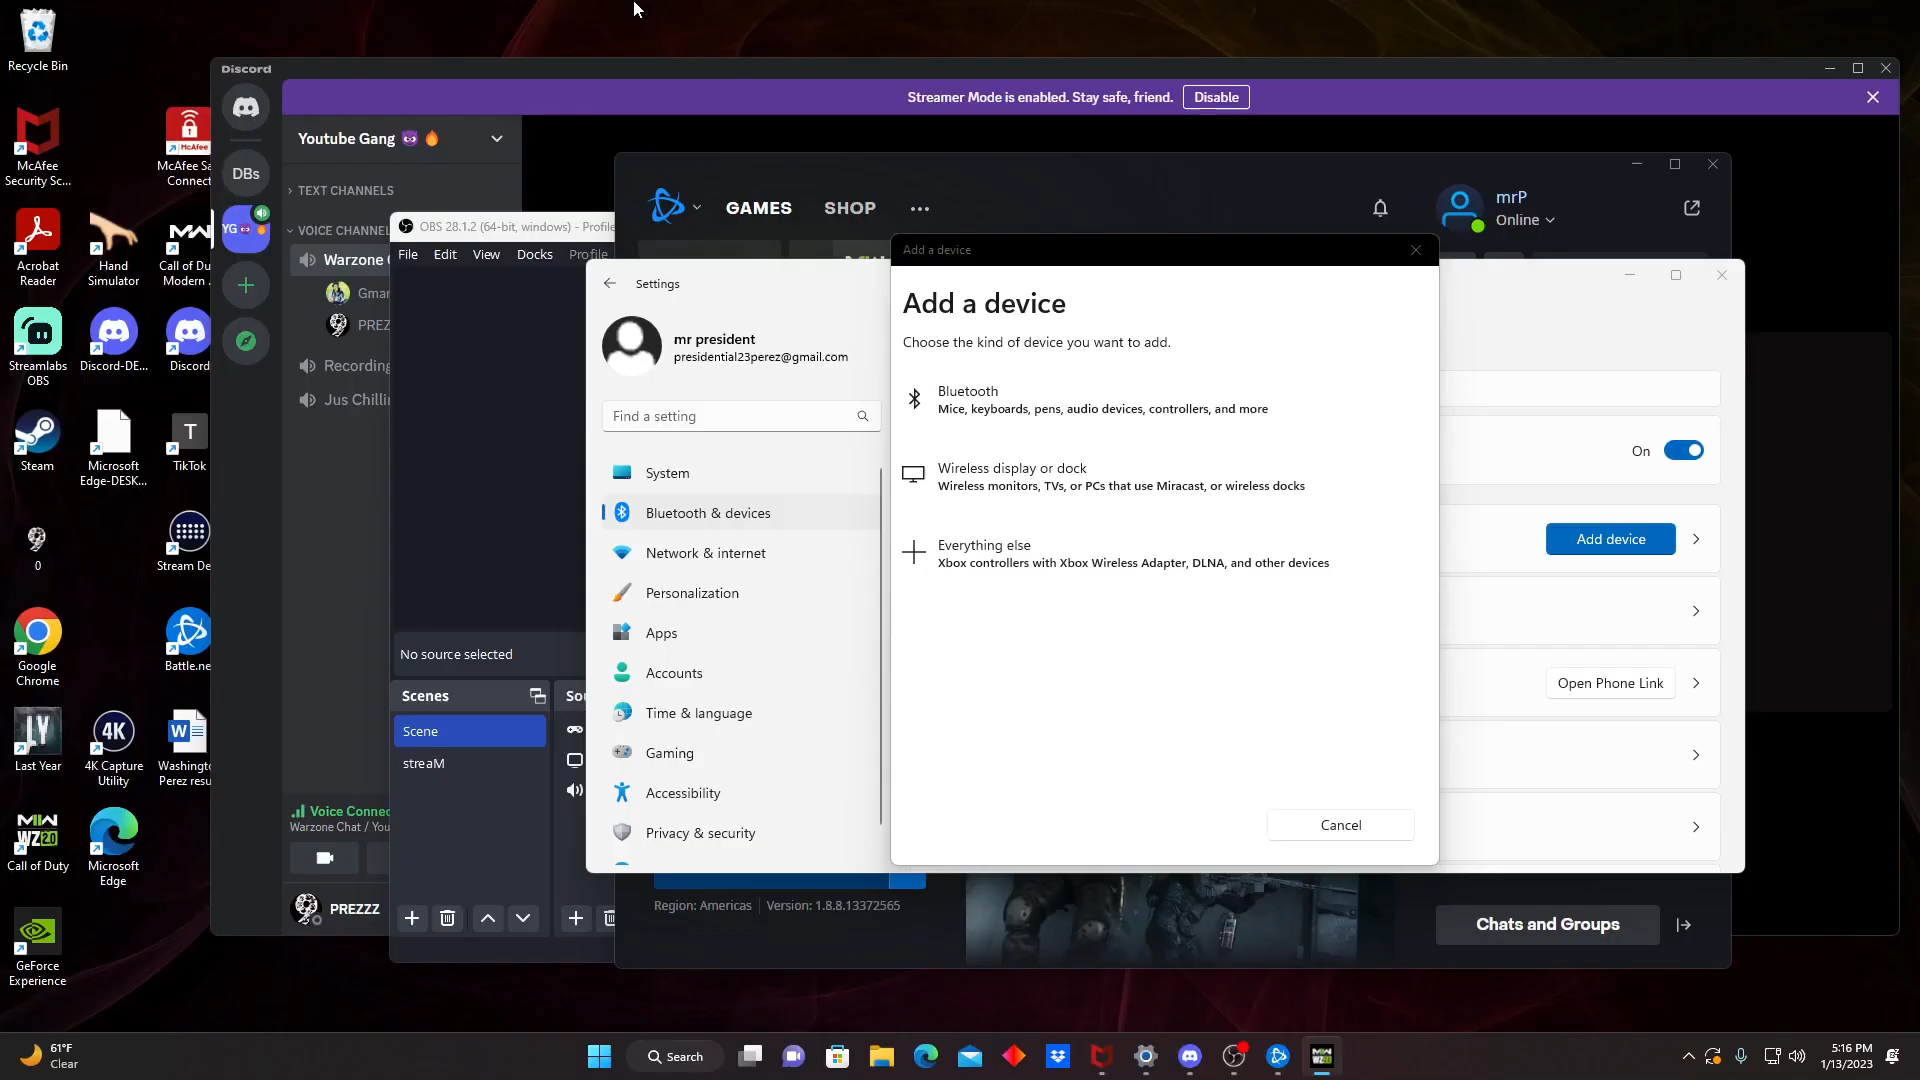 Recycle Bin
McAfee
Security Sc...
McAfee Sa
Connect
Acrobat
Reader
Hand
Simulator
Call of Du
Modern ...
Streamlabs
OBS
Discord-DE...
Discord
Steam
Microsoft
Edge-DESK...
T
TikTok
0
Stream De
Google
Chrome
Battle.ne
Last Year
4K
4K Capture
Utility
Washingto
Perez resu
MW
WZ2.0
Call of Duty
Microsoft
Edge
GeForce
Experience
Discord
Streamer Mode is enabled. Stay safe, friend.
Disable
Youtube Gang
DBs
YG
TEXT CHANNELS
VOICE CHANNEL
Warzone
Gmar
PREZ
Recording
Jus Chilli
Voice Connec
Warzone Chat / You
PREZZZ
OBS 28.1.2 (64-bit, windows) - Profile
File Edit View Docks Profile
No source selected
Scenes
Sou
Scene
streaM
GAMES
SHOP
mrP
Online
Region: Americas
Version: 1.8.8.13372565
Chats and Groups
Settings
mr president
presidential23perez@gmail.com
Find a setting
System
Bluetooth & devices
Network & internet
Personalization
Apps
Accounts
Time & language
Gaming
Accessibility
Privacy & security
On
Add device
Open Phone Link
Add a device
Add a device
Choose the kind of device you want to add.
Bluetooth
Mice, keyboards, pens, audio devices, controllers, and more
Wireless display or dock
Wireless monitors, TVs, or PCs that use Miracast, or wireless docks
Everything else
Xbox controllers with Xbox Wireless Adapter, DLNA, and other devices
Cancel
61°F
Clear
Search
5:16 PM
1/13/2023